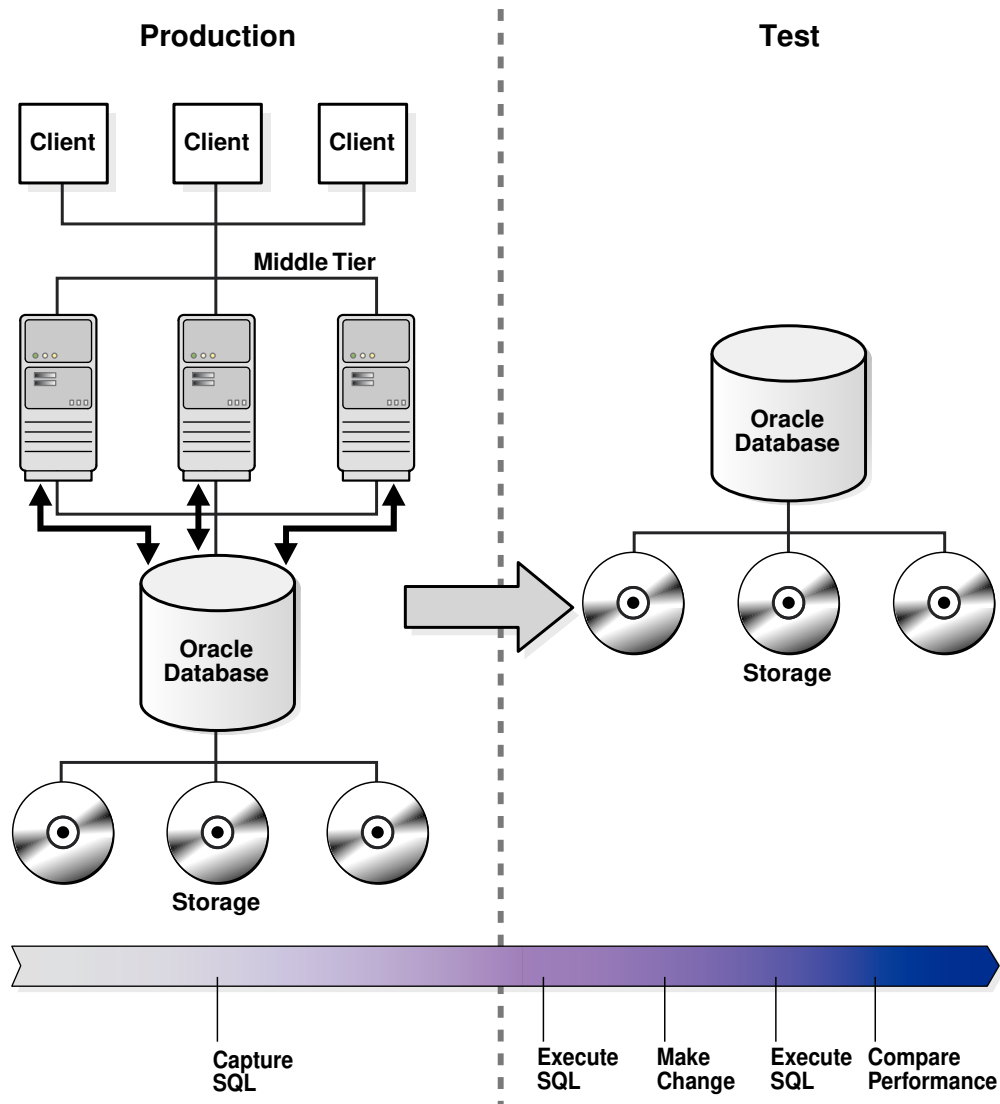 Production
Test
Client
Client
Client
Middle Tier
Oracle
Database
Oracle
Database
Storage
Storage
Capture
SQL
Execute
SQL
Make
Change
Execute
SQL
Compare
Performance